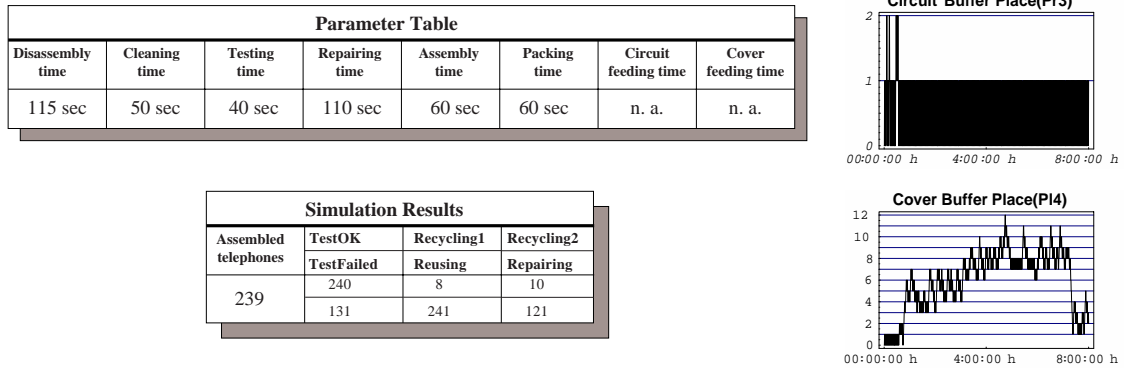 Parameter Table
Disassembly time
Cleaning time
Testing time
Repairing time
Assembly time
Packing time
Circuit feeding time
Cover feeding time
115 sec 50 sec 40 sec 110 sec 60 sec 60 sec n. a. n. a.
Simulation Results
Assembled telephones
TestOK Recycling1 Recycling2
TestFailed Reusing Repairing
239
240 8 10
131 241 121
Circuit Buffer Place(Pl3)
2
1
0
00:00:00 h 4:00:00 h 8:00:00 h
Cover Buffer Place(Pl4)
12
10
8
6
4
2
0
00:00:00 h 4:00:00 h 8:00:00 h